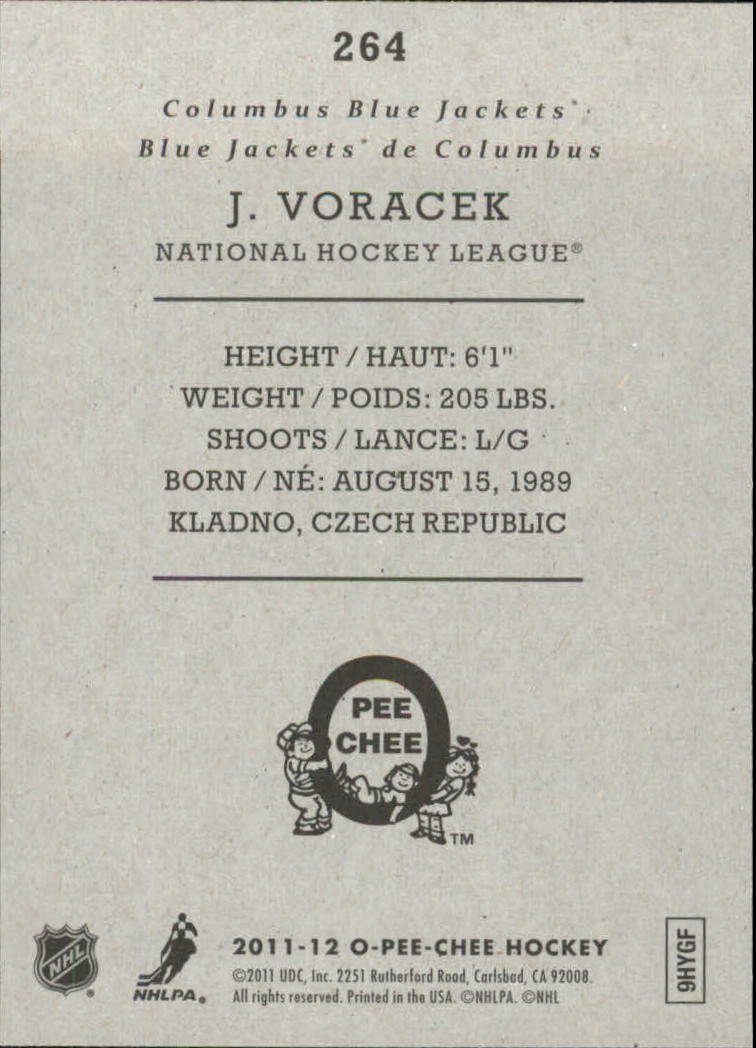 264
Columbus Blue Jackets
Blue Jackets de Columbus
J. VORACEK
NATIONAL HOCKEY LEAGUE®
HEIGHT / HAUT: 6'1"
WEIGHT / POIDS: 205 LBS.
SHOOTS / LANCE: L/G
BORN / NÉ: AUGUST 15, 1989
KLADNO, CZECH REPUBLIC
O
PEE
CHEE
TM
NHL
NHLPA
2011-12 O-PEE-CHEE HOCKEY
©2011 UDC, Inc. 2251 Rutherford Road, Carlsbad, CA 92008.
All rights reserved. Printed in the USA. ©NHLPA. ©NHL
9HYGF